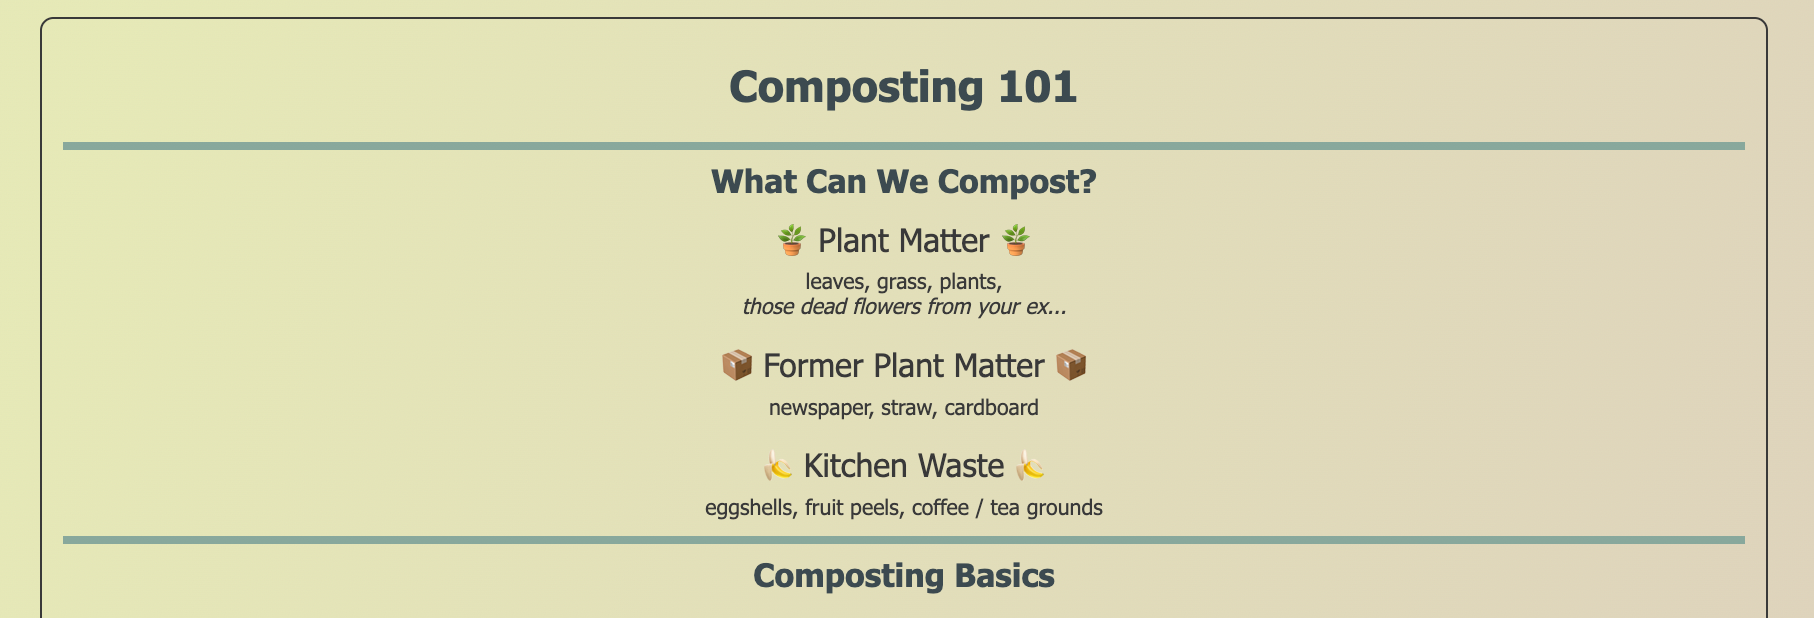 Composting 101
What Can We Compost?
🪴 Plant Matter 🪴
leaves, grass, plants,
those dead flowers from your ex...
📦 Former Plant Matter 📦
newspaper, straw, cardboard
🍌 Kitchen Waste 🍌
eggshells, fruit peels, coffee / tea grounds
Composting Basics